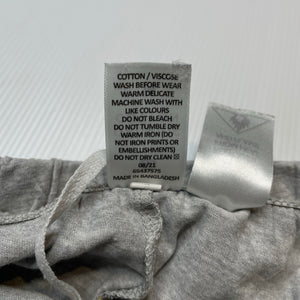 COTTON / VISCOSE
WASH BEFORE WEAR
WARM DELICATE
MACHINE WASH WITH
LIKE COLOURS
DO NOT BLEACH
DO NOT TUMBLE DRY
WARM IRON (DO
NOT IRON PRINTS OR
EMBELLISHMENTS)
DO NOT DRY CLEAN
08/21
65437575
MADE IN BANGLADESH